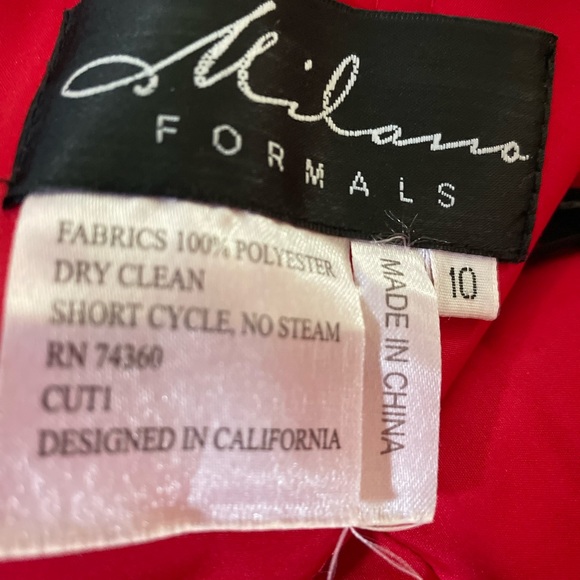 Milano
FORMALS
FABRICS 100% POLYESTER
DRY CLEAN
SHORT CYCLE, NO STEAM
RN 74360
CUT1
DESIGNED IN CALIFORNIA
MADE IN CHINA
10